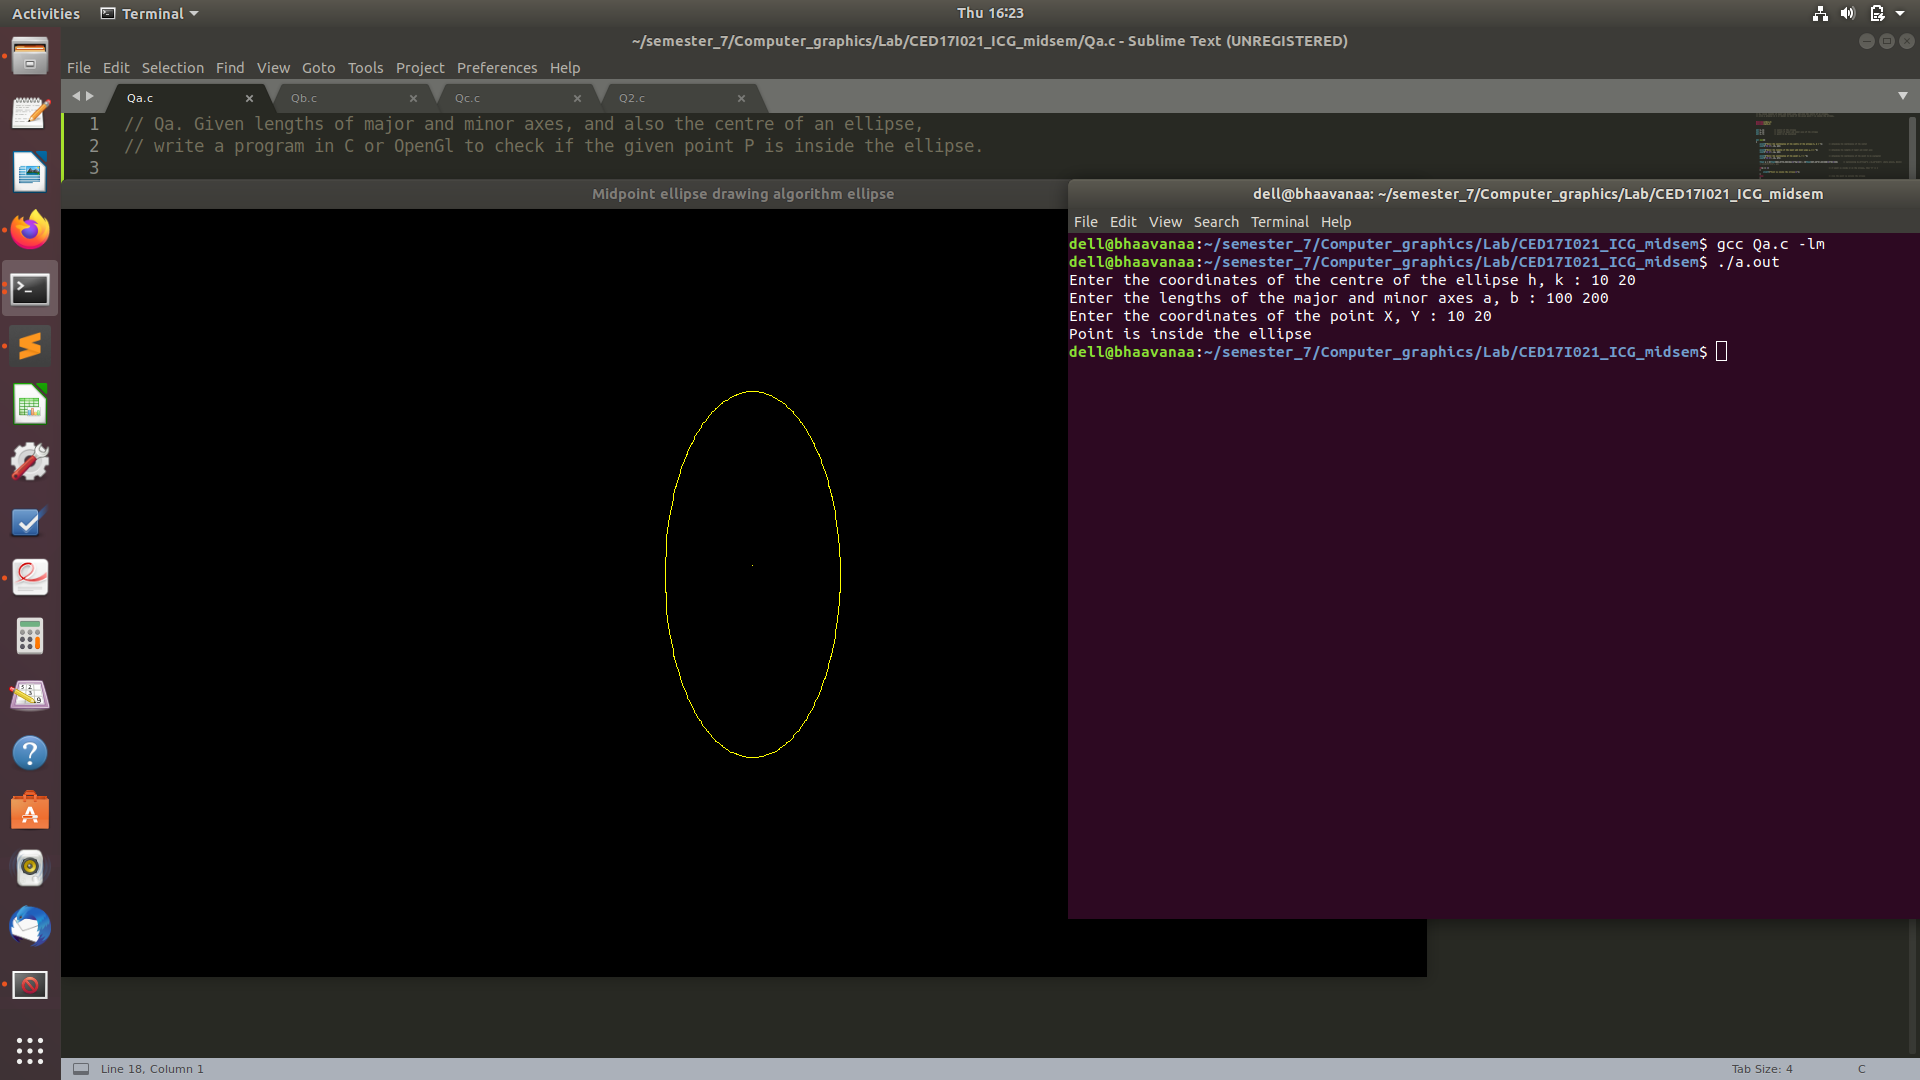 Activities
Terminal
Thu 16:23
~/semester_7/Computer_graphics/Lab/CED17I021_ICG_midsem/Qa.c - Sublime Text (UNREGISTERED)
File Edit Selection Find View Goto Tools Project Preferences Help
Qa.c × Qb.c × Qc.c × Q2.c ×
1 // Qa. Given lengths of major and minor axes, and also the centre of an ellipse,
2 // write a program in C or OpenGl to check if the given point P is inside the ellipse.
3
Midpoint ellipse drawing algorithm ellipse
dell@bhaavanaa: ~/semester_7/Computer_graphics/Lab/CED17I021_ICG_midsem
File Edit View Search Terminal Help
dell@bhaavanaa:~/semester_7/Computer_graphics/Lab/CED17I021_ICG_midsem$ gcc Qa.c -lm
dell@bhaavanaa:~/semester_7/Computer_graphics/Lab/CED17I021_ICG_midsem$ ./a.out
Enter the coordinates of the centre of the ellipse h, k : 10 20
Enter the lengths of the major and minor axes a, b : 100 200
Enter the coordinates of the point X, Y : 10 20
Point is inside the ellipse
dell@bhaavanaa:~/semester_7/Computer_graphics/Lab/CED17I021_ICG_midsem$
Line 18, Column 1
Tab Size: 4
C